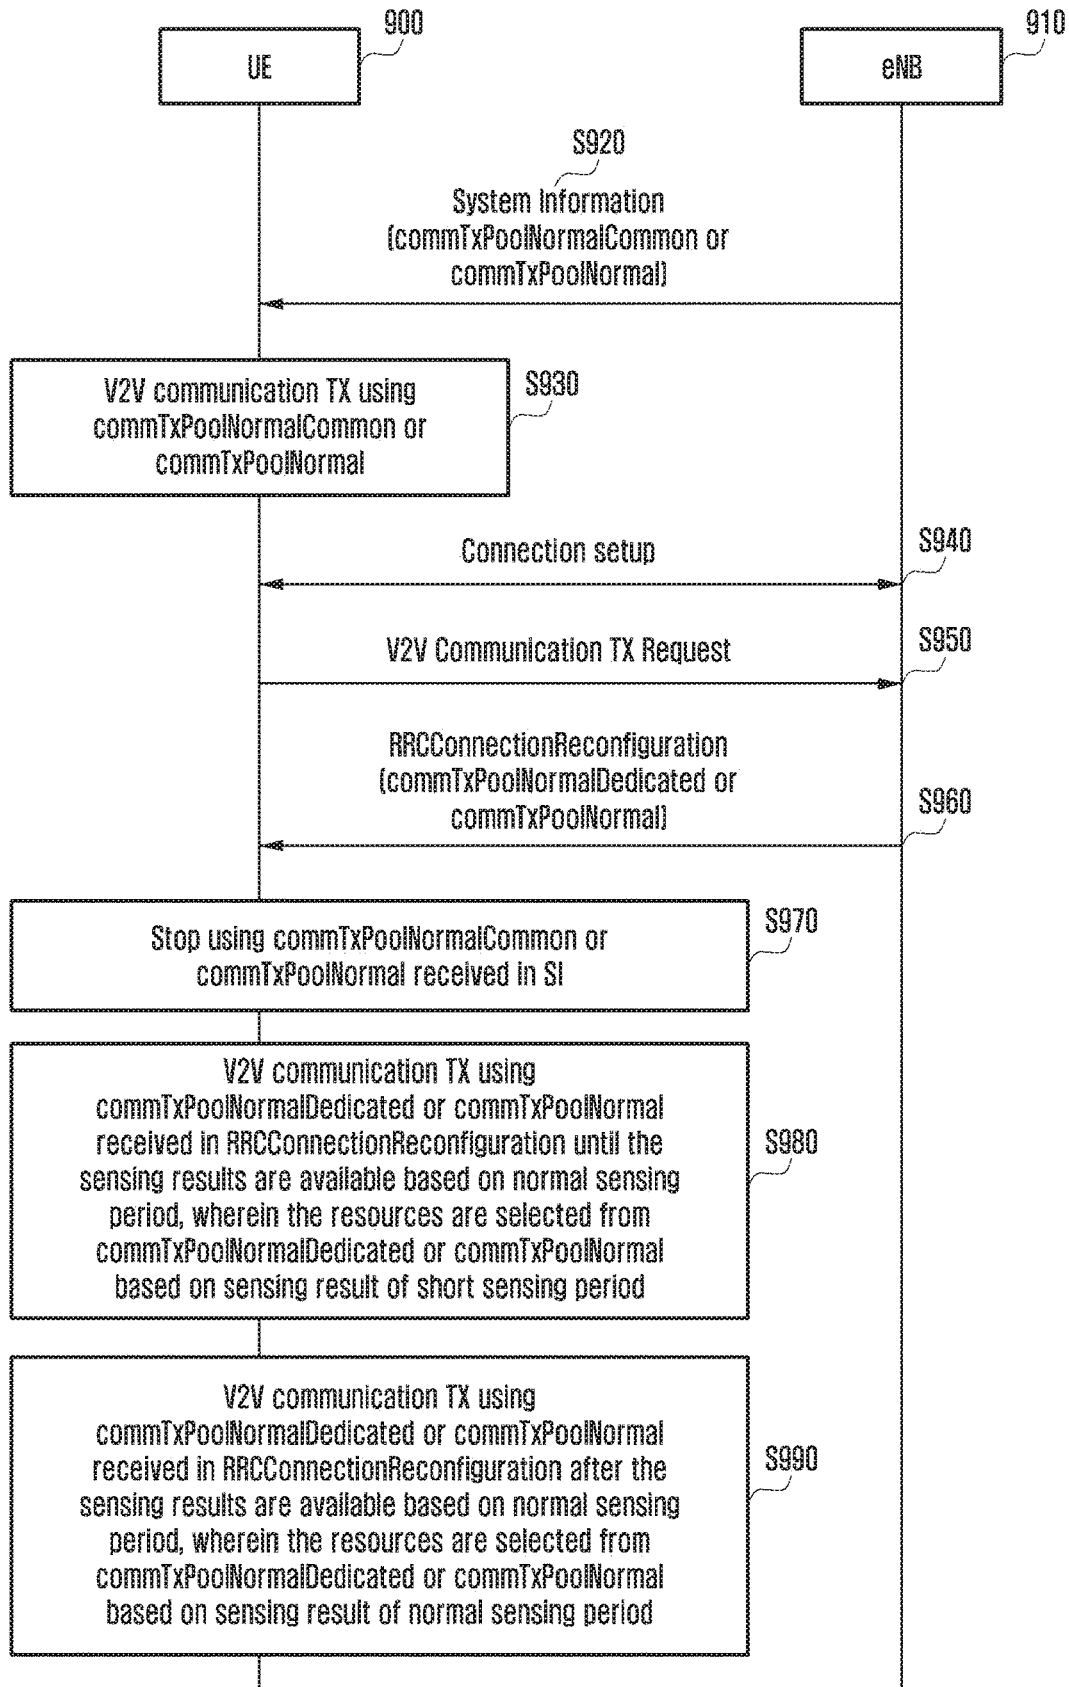 900
910
UE
eNB
S920
System Information
(commTxPoolNormalCommon or
commTxPoolNormal)
V2V communication TX using
commTxPoolNormalCommon or
commTxPoolNormal
S930
Connection setup
S940
V2V Communication TX Request
S950
RRCConnectionReconfiguration
(commTxPoolNormalDedicated or
commTxPoolNormal)
S960
Stop using commTxPoolNormalCommon or
commTxPoolNormal received in SI
S970
V2V communication TX using
commTxPoolNormalDedicated or commTxPoolNormal
received in RRCConnectionReconfiguration until the
sensing results are available based on normal sensing
period, wherein the resources are selected from
commTxPoolNormalDedicated or commTxPoolNormal
based on sensing result of short sensing period
S980
V2V communication TX using
commTxPoolNormalDedicated or commTxPoolNormal
received in RRCConnectionReconfiguration after the
sensing results are available based on normal sensing
period, wherein the resources are selected from
commTxPoolNormalDedicated or commTxPoolNormal
based on sensing result of normal sensing period
S990